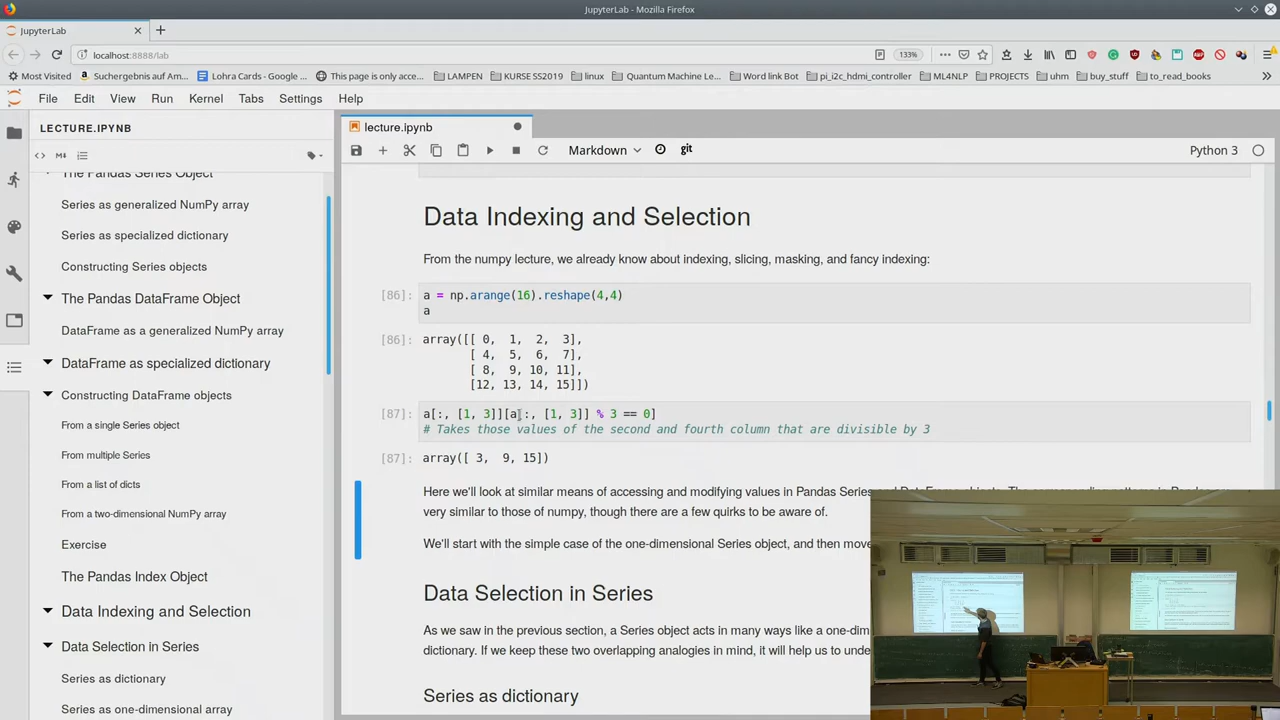 JupyterLab - Mozilla Firefox
JupyterLab
localhost:8888/lab
133%
Most Visited
Suchergebnis auf Am...
Lohra Cards - Google ...
This page is only acce...
LAMPEN
KURSE SS2019
linux
Quantum Machine Le...
Word link Bot
pi_i2c_hdmi_controller
ML4NLP
PROJECTS
uhm
buy_stuff
to_read_books
File Edit View Run Kernel Tabs Settings Help
LECTURE.IPYNB
The Pandas Series Object
Series as generalized NumPy array
Series as specialized dictionary
Constructing Series objects
The Pandas DataFrame Object
DataFrame as a generalized NumPy array
DataFrame as specialized dictionary
Constructing DataFrame objects
From a single Series object
From multiple Series
From a list of dicts
From a two-dimensional NumPy array
Exercise
The Pandas Index Object
Data Indexing and Selection
Data Selection in Series
Series as dictionary
Series as one-dimensional array
lecture.ipynb
Markdown
git
Python 3
Data Indexing and Selection
From the numpy lecture, we already know about indexing, slicing, masking, and fancy indexing:
[86]: a = np.arange(16).reshape(4,4)
a
[86]: array([[ 0, 1, 2, 3],
[ 4, 5, 6, 7],
[ 8, 9, 10, 11],
[12, 13, 14, 15]])
[87]: a[:, [1, 3]][a[:, [1, 3]] % 3 == 0]
# Takes those values of the second and fourth column that are divisible by 3
[87]: array([ 3, 9, 15])
Here we'll look at similar means of accessing and modifying values in Pandas Series
very similar to those of numpy, though there are a few quirks to be aware of.
We'll start with the simple case of the one-dimensional Series object, and then move
Data Selection in Series
As we saw in the previous section, a Series object acts in many ways like a one-dim
dictionary. If we keep these two overlapping analogies in mind, it will help us to unde
Series as dictionary